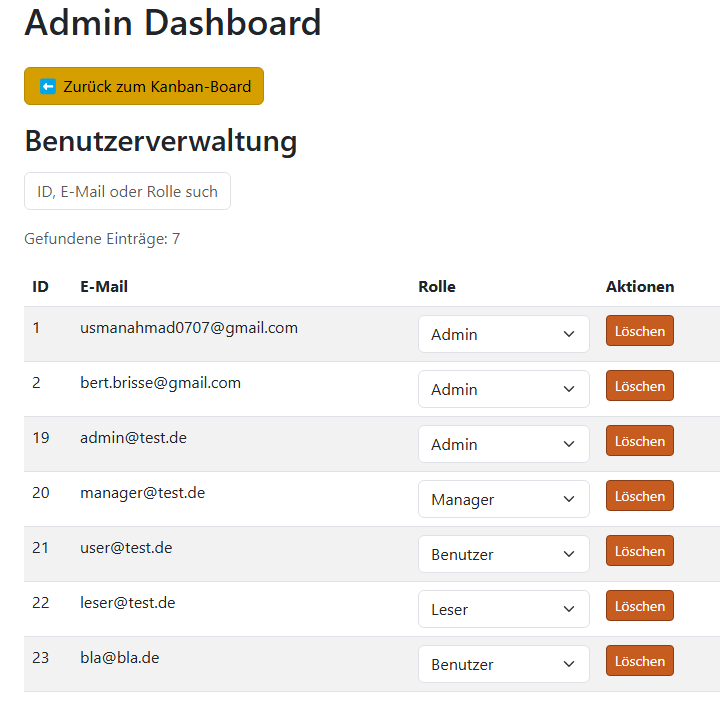 Admin Dashboard
⬅ Zurück zum Kanban-Board
Benutzerverwaltung
ID, E-Mail oder Rolle such
Gefundene Einträge: 7
ID E-Mail Rolle Aktionen
1 usmanahmad0707@gmail.com Admin Löschen
2 bert.brisse@gmail.com Admin Löschen
19 admin@test.de Admin Löschen
20 manager@test.de Manager Löschen
21 user@test.de Benutzer Löschen
22 leser@test.de Leser Löschen
23 bla@bla.de Benutzer Löschen